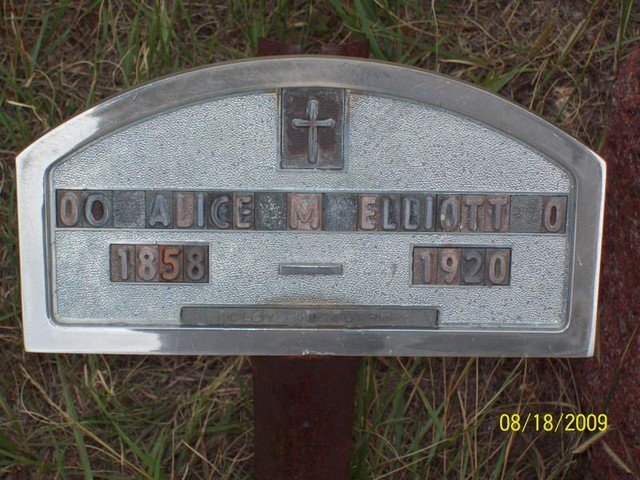 OO ALICE M ELLIOTT O
1858 — 1920
08/18/2009